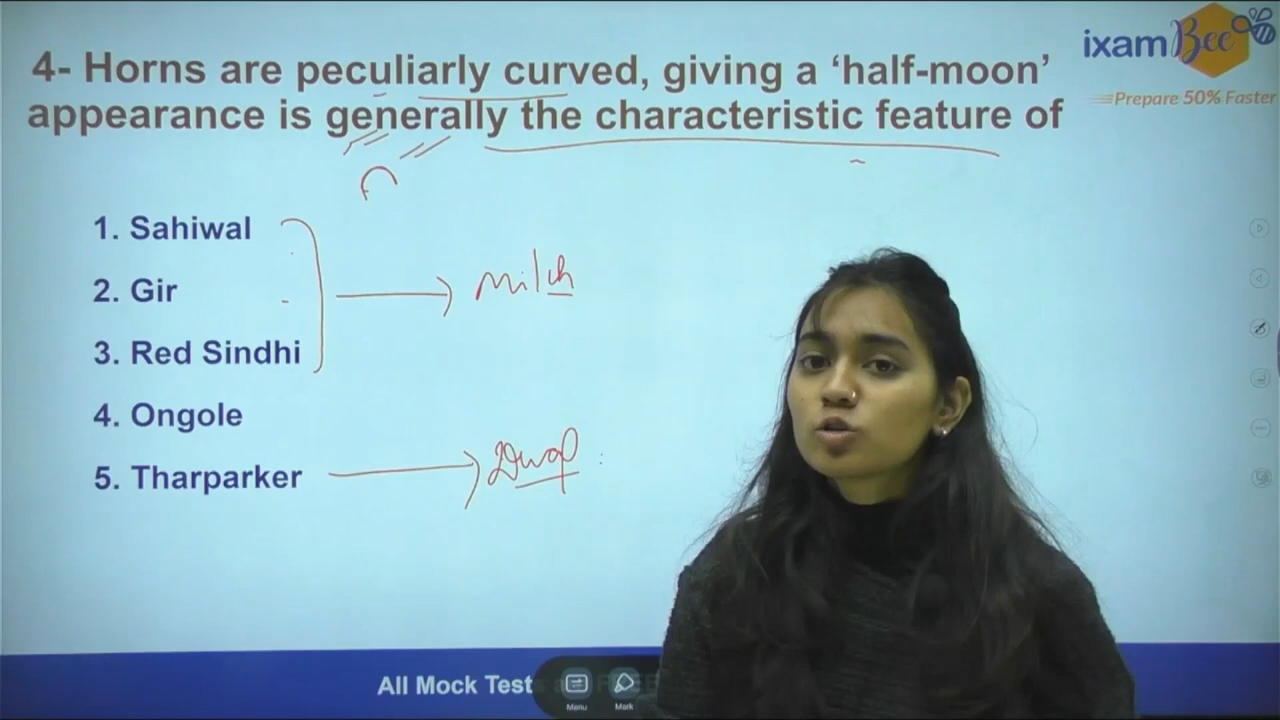 ixamBee
Prepare 50% Faster
4- Horns are peculiarly curved, giving a ‘half-moon’
appearance is generally the characteristic feature of
1. Sahiwal
2. Gir
3. Red Sindhi
4. Ongole
5. Tharparker
Milch
All Mock Test
Menu
Mark